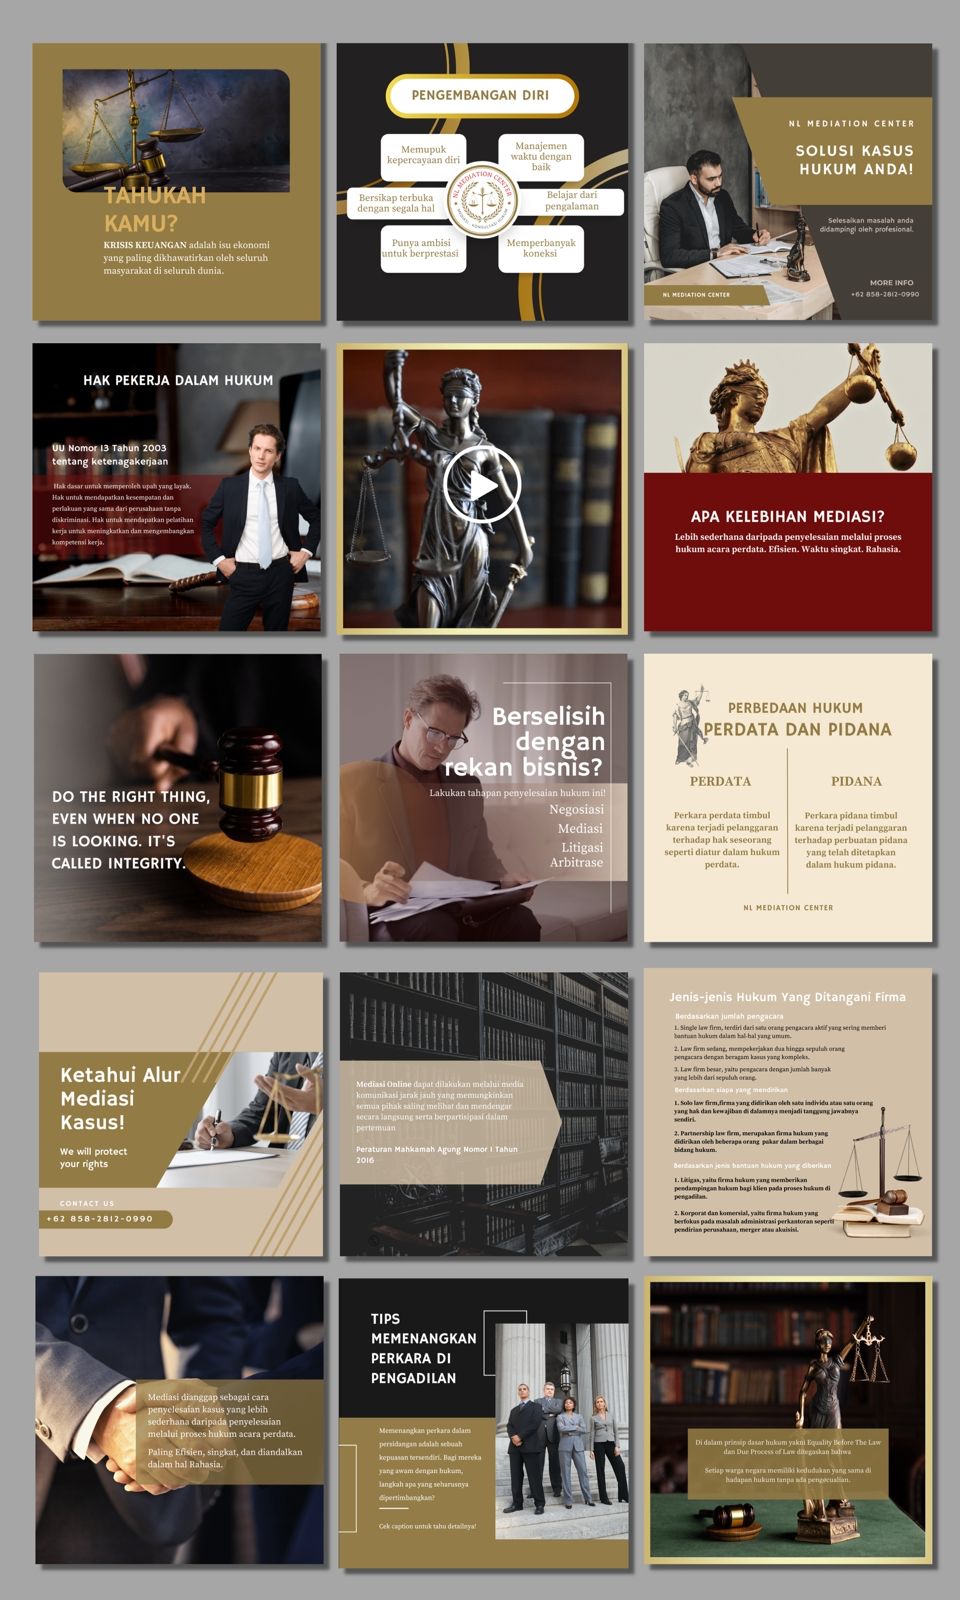 TAHUKAH
KAMU?
KRISIS KEUANGAN adalah isu ekonomi
yang paling dikhawatirkan oleh seluruh
masyarakat di seluruh dunia.
PENGEMBANGAN DIRI
Memupuk
kepercayaan diri
Manajemen
waktu dengan
baik
Bersikap terbuka
dengan segala hal
NL MEDIATION CENTER
MEDIASI - KONSULTASI HUKUM
Belajar dari
pengalaman
Punya ambisi
untuk berprestasi
Memperbanyak
koneksi
NL MEDIATION CENTER
SOLUSI KASUS
HUKUM ANDA!
Selesaikan masalah anda
didampingi oleh profesional.
MORE INFO
+62 858-2812-0990
NL MEDIATION CENTER
HAK PEKERJA DALAM HUKUM
UU Nomor 13 Tahun 2003
tentang ketenagakerjaan
Hak dasar untuk memperoleh upah yang layak.
Hak untuk mendapatkan kesempatan dan
perlakuan yang sama dari perusahaan tanpa
diskriminasi. Hak untuk mendapatkan pelatihan
kerja untuk meningkatkan dan mengembangkan
kompetensi kerja.
APA KELEBIHAN MEDIASI?
Lebih sederhana daripada penyelesaian melalui proses
hukum acara perdata. Efisien. Waktu singkat. Rahasia.
DO THE RIGHT THING,
EVEN WHEN NO ONE
IS LOOKING. IT'S
CALLED INTEGRITY.
Berselisih
dengan
rekan bisnis?
Lakukan tahapan penyelesaian hukum ini!
Negosiasi
Mediasi
Litigasi
Arbitrase
PERBEDAAN HUKUM
PERDATA DAN PIDANA
PERDATA
Perkara perdata timbul
karena terjadi pelanggaran
terhadap hak seseorang
seperti diatur dalam hukum
perdata.
PIDANA
Perkara pidana timbul
karena terjadi pelanggaran
terhadap perbuatan pidana
yang telah ditetapkan
dalam hukum pidana.
NL MEDIATION CENTER
Ketahui Alur
Mediasi
Kasus!
We will protect
your rights
CONTACT US
+62 858-2812-0990
Mediasi Online dapat dilakukan melalui media
komunikasi jarak jauh yang memungkinkan
semua pihak saling melihat dan mendengar
secara langsung serta berpartisipasi dalam
pertemuan
Peraturan Mahkamah Agung Nomor 1 Tahun
2016
Jenis-jenis Hukum Yang Ditangani Firma
Berdasarkan jumlah pengacara
1. Single law firm, terdiri dari satu orang pengacara aktif yang sering memberi
bantuan hukum dalam hal-hal yang umum.
2. Law firm sedang, mempekerjakan dua hingga sepuluh orang
pengacara dengan beragam kasus yang kompleks.
3. Law firm besar, yaitu pengacara dengan jumlah banyak
yang lebih dari sepuluh orang.
Berdasarkan siapa yang mendirikan
1. Solo law firm,firma yang didirikan oleh satu individu atau satu orang
yang hak dan kewajiban di dalamnya menjadi tanggung jawabnya
sendiri.
2. Partnership law firm, merupakan firma hukum yang
didirikan oleh beberapa orang pakar dalam berbagai
bidang hukum.
Berdasarkan jenis bantuan hukum yang diberikan
1. Litigas, yaitu firma hukum yang memberikan
pendampingan hukum bagi klien pada proses hukum di
pengadilan.
2. Korporat dan komersial, yaitu firma hukum yang
berfokus pada masalah administrasi perkantoran seperti
pendirian perusahaan, merger atau akuisisi.
Mediasi dianggap sebagai cara
penyelesaian kasus yang lebih
sederhana daripada penyelesaian
melalui proses hukum acara perdata.
Paling Efisien, singkat, dan diandalkan
dalam hal Rahasia.
TIPS
MEMENANGKAN
PERKARA DI
PENGADILAN
Memenangkan perkara dalam
persidangan adalah sebuah
kepuasan tersendiri. Bagi mereka
yang awam dengan hukum,
langkah apa yang seharusnya
dipertimbangkan?
Cek caption untuk tahu detailnya!
Di dalam prinsip dasar hukum yakni Equality Before The Law
dan Due Process of Law ditegaskan bahwa
Setiap warga negara memiliki kedudukan yang sama di
hadapan hukum tanpa ada pengecualian.